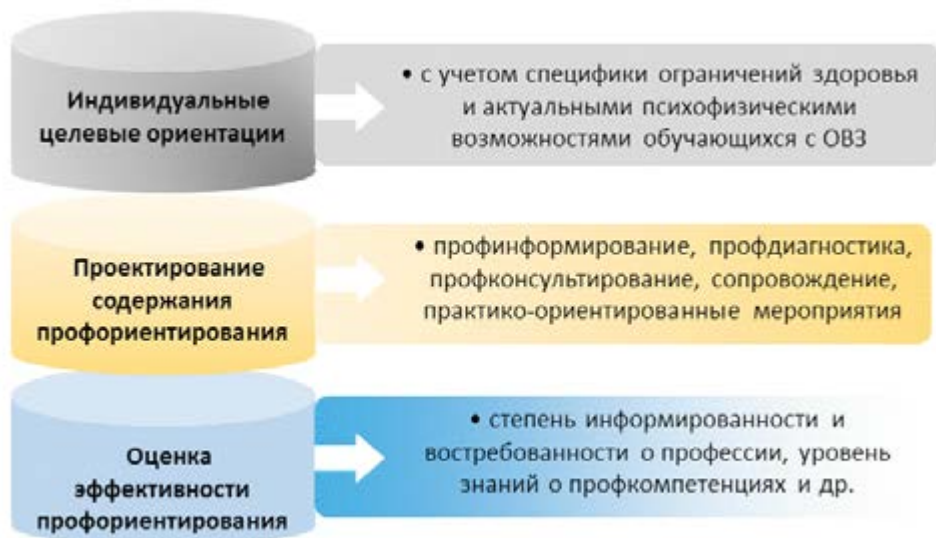 Индивидуальные
целевые ориентации
• с учетом специфики ограничений здоровья
и актуальными психофизическими
возможностями обучающихся с ОВЗ
Проектирование
содержания
профориентирования
• профинформирование, профдиагностика,
профконсультирование, сопровождение,
практико-ориентированные мероприятия
Оценка
эффективности
профориентирования
• степень информированности и
востребованности о профессии, уровень
знаний о профкомпетенциях и др.